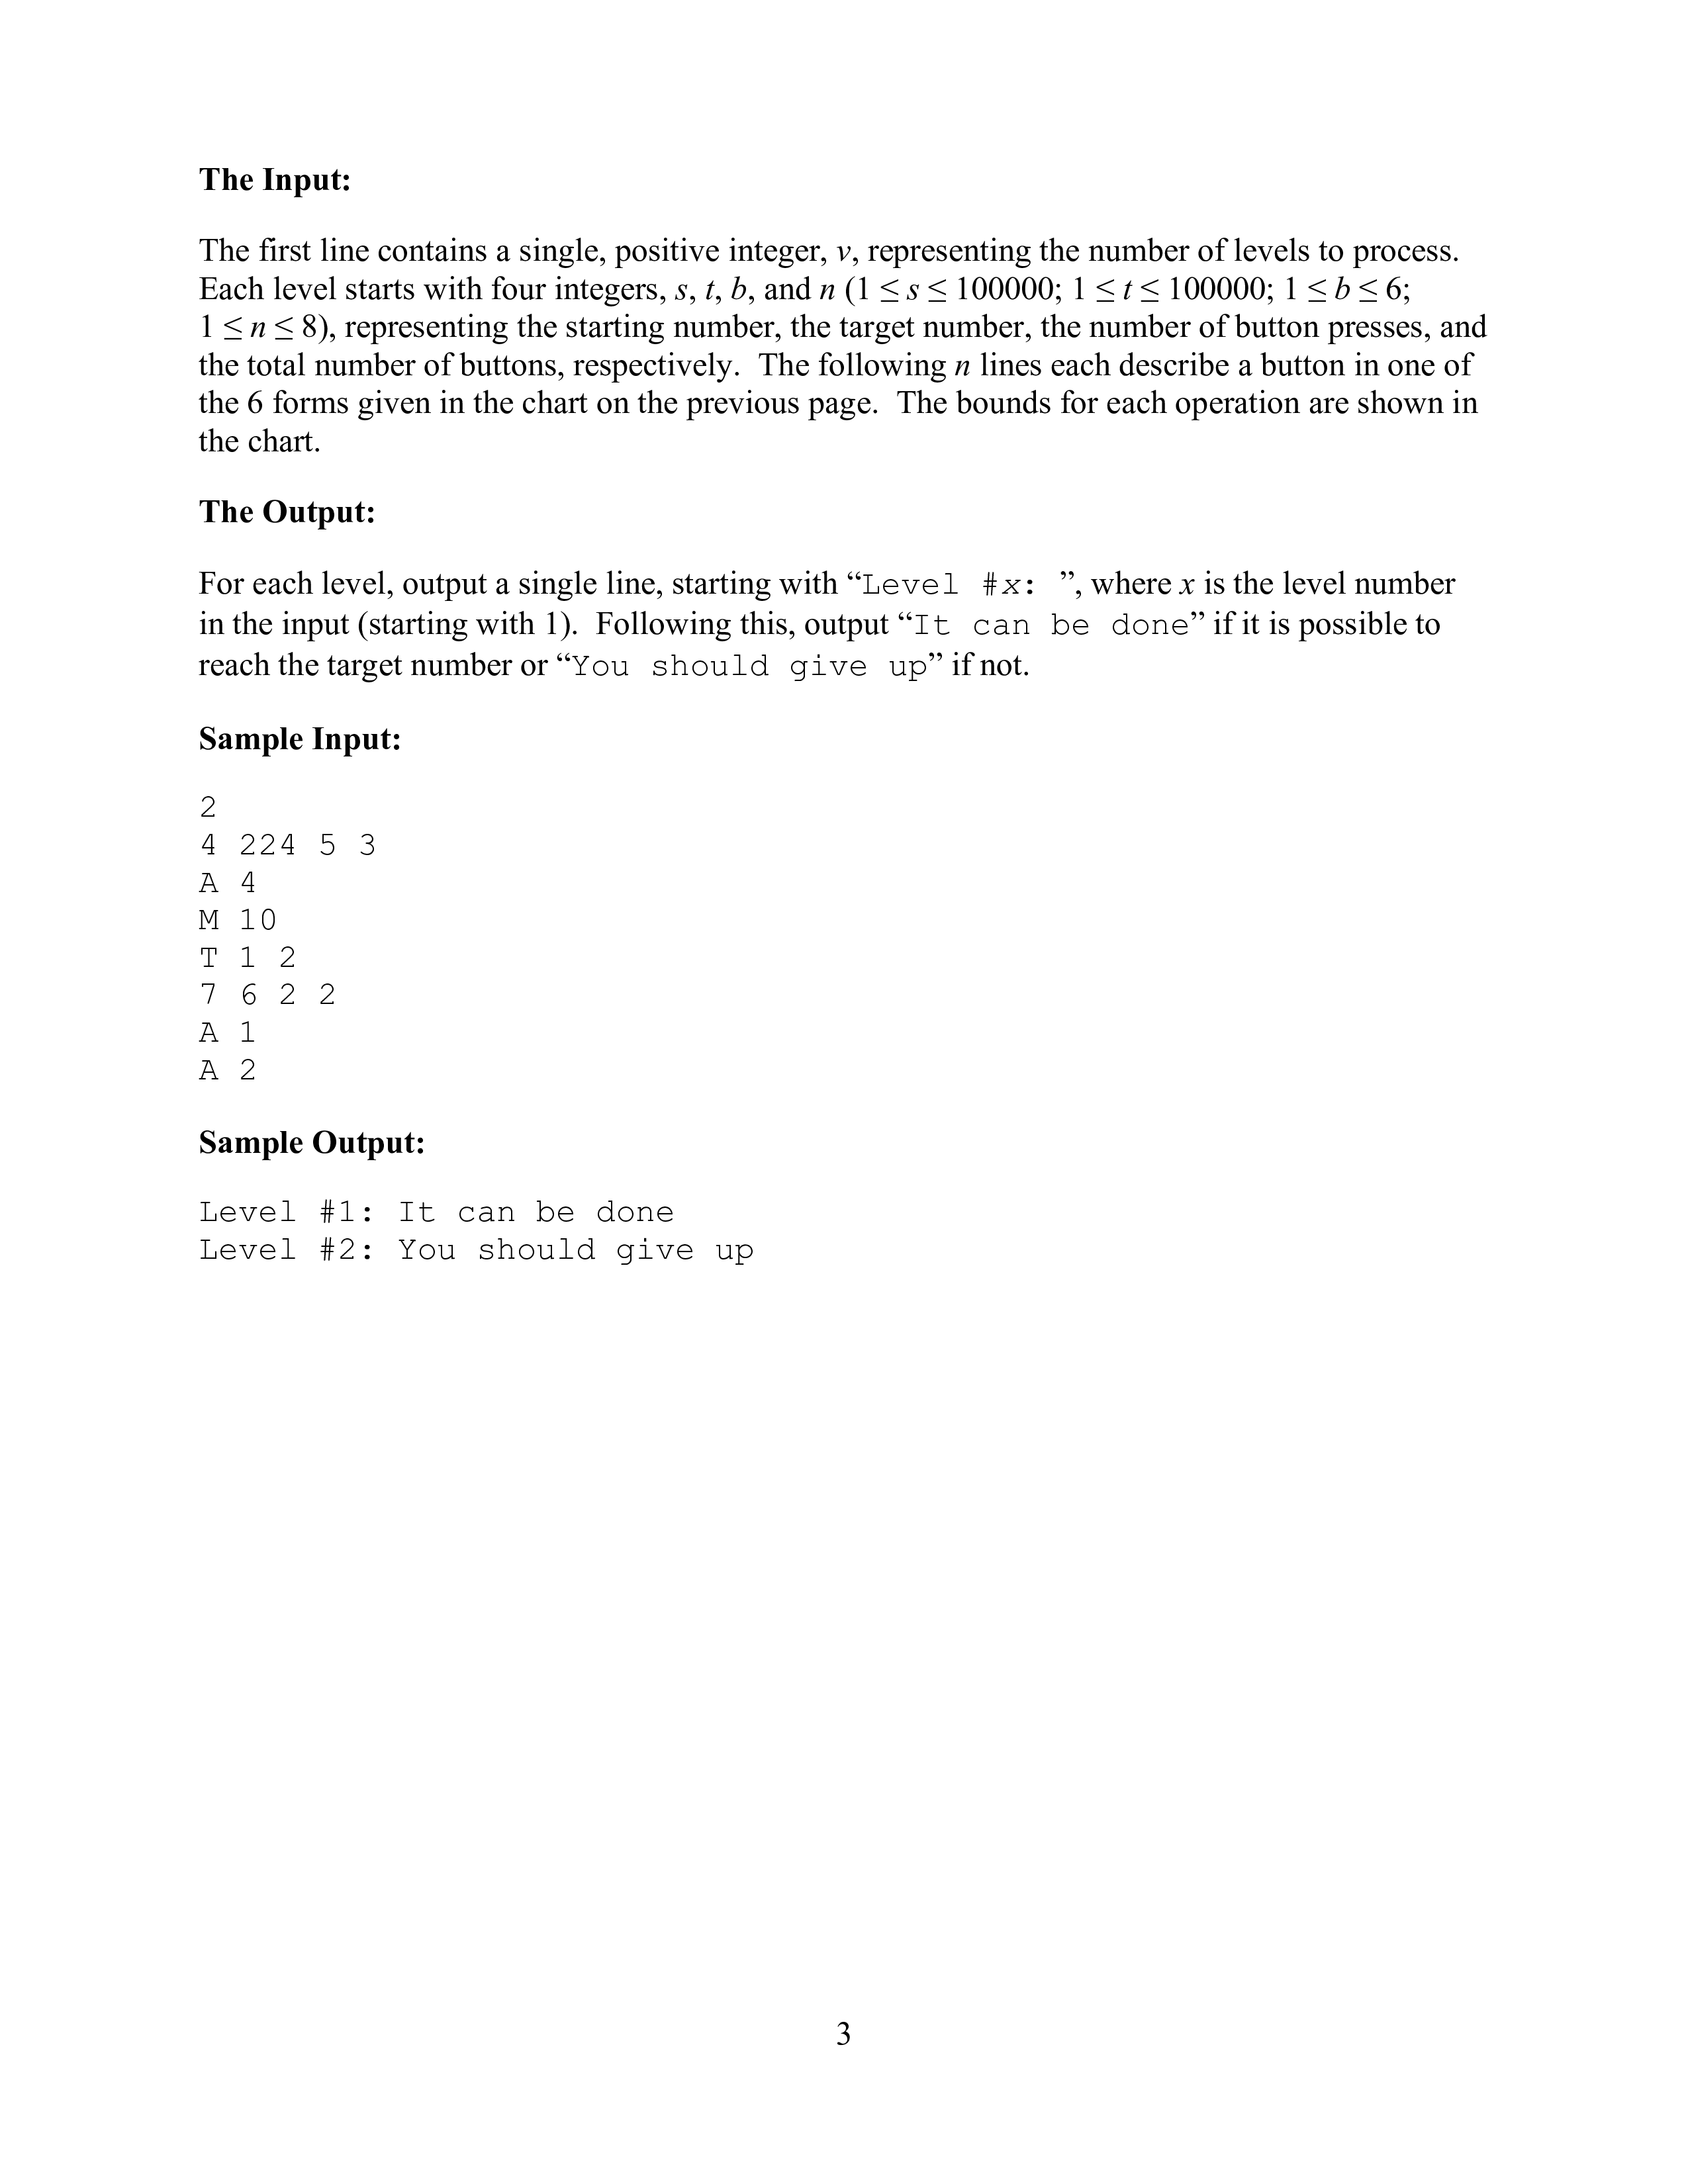 The Input:
The first line contains a single, positive integer, v, representing the number of levels to process.
Each level starts with four integers, s, t, b, and n (1 ≤ s ≤ 100000; 1 ≤ t ≤ 100000; 1 ≤ b ≤ 6;
1 ≤ n ≤ 8), representing the starting number, the target number, the number of button presses, and
the total number of buttons, respectively. The following n lines each describe a button in one of
the 6 forms given in the chart on the previous page. The bounds for each operation are shown in
the chart.
The Output:
For each level, output a single line, starting with “Level #x: ”, where x is the level number
in the input (starting with 1). Following this, output “It can be done” if it is possible to
reach the target number or “You should give up” if not.
Sample Input:
2
4 224 5 3
A 4
M 10
T 1 2
7 6 2 2
A 1
A 2
Sample Output:
Level #1: It can be done
Level #2: You should give up
3